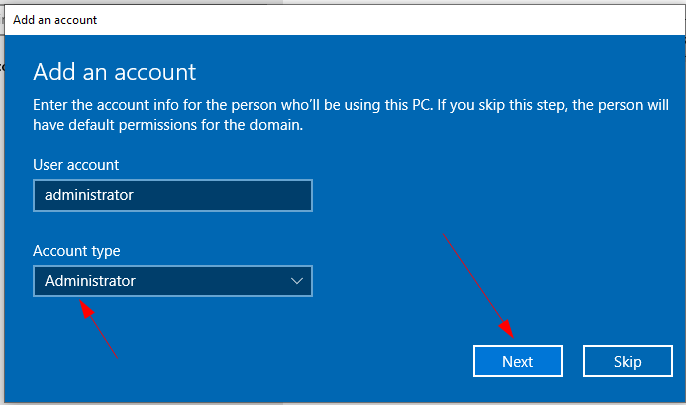 Add an account
Add an account
Enter the account info for the person who'll be using this PC. If you skip this step, the person will
have default permissions for the domain.
User account
administrator
Account type
Administrator
Next
Skip